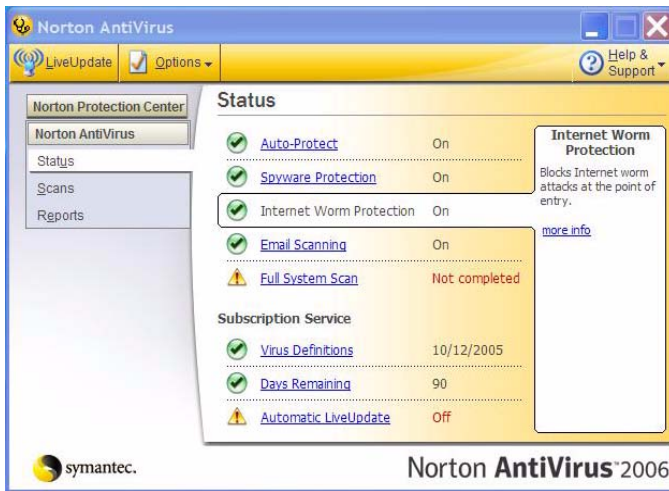 Norton AntiVirus
LiveUpdate
Options
Help & Support
Norton Protection Center
Norton AntiVirus
Status
Scans
Reports
Status
Auto-Protect On
Spyware Protection On
Internet Worm Protection On
Email Scanning On
Full System Scan Not completed
Subscription Service
Virus Definitions 10/12/2005
Days Remaining 90
Automatic LiveUpdate Off
Internet Worm
Protection
Blocks Internet worm
attacks at the point of
entry.
more info
symantec.
Norton AntiVirus 2006